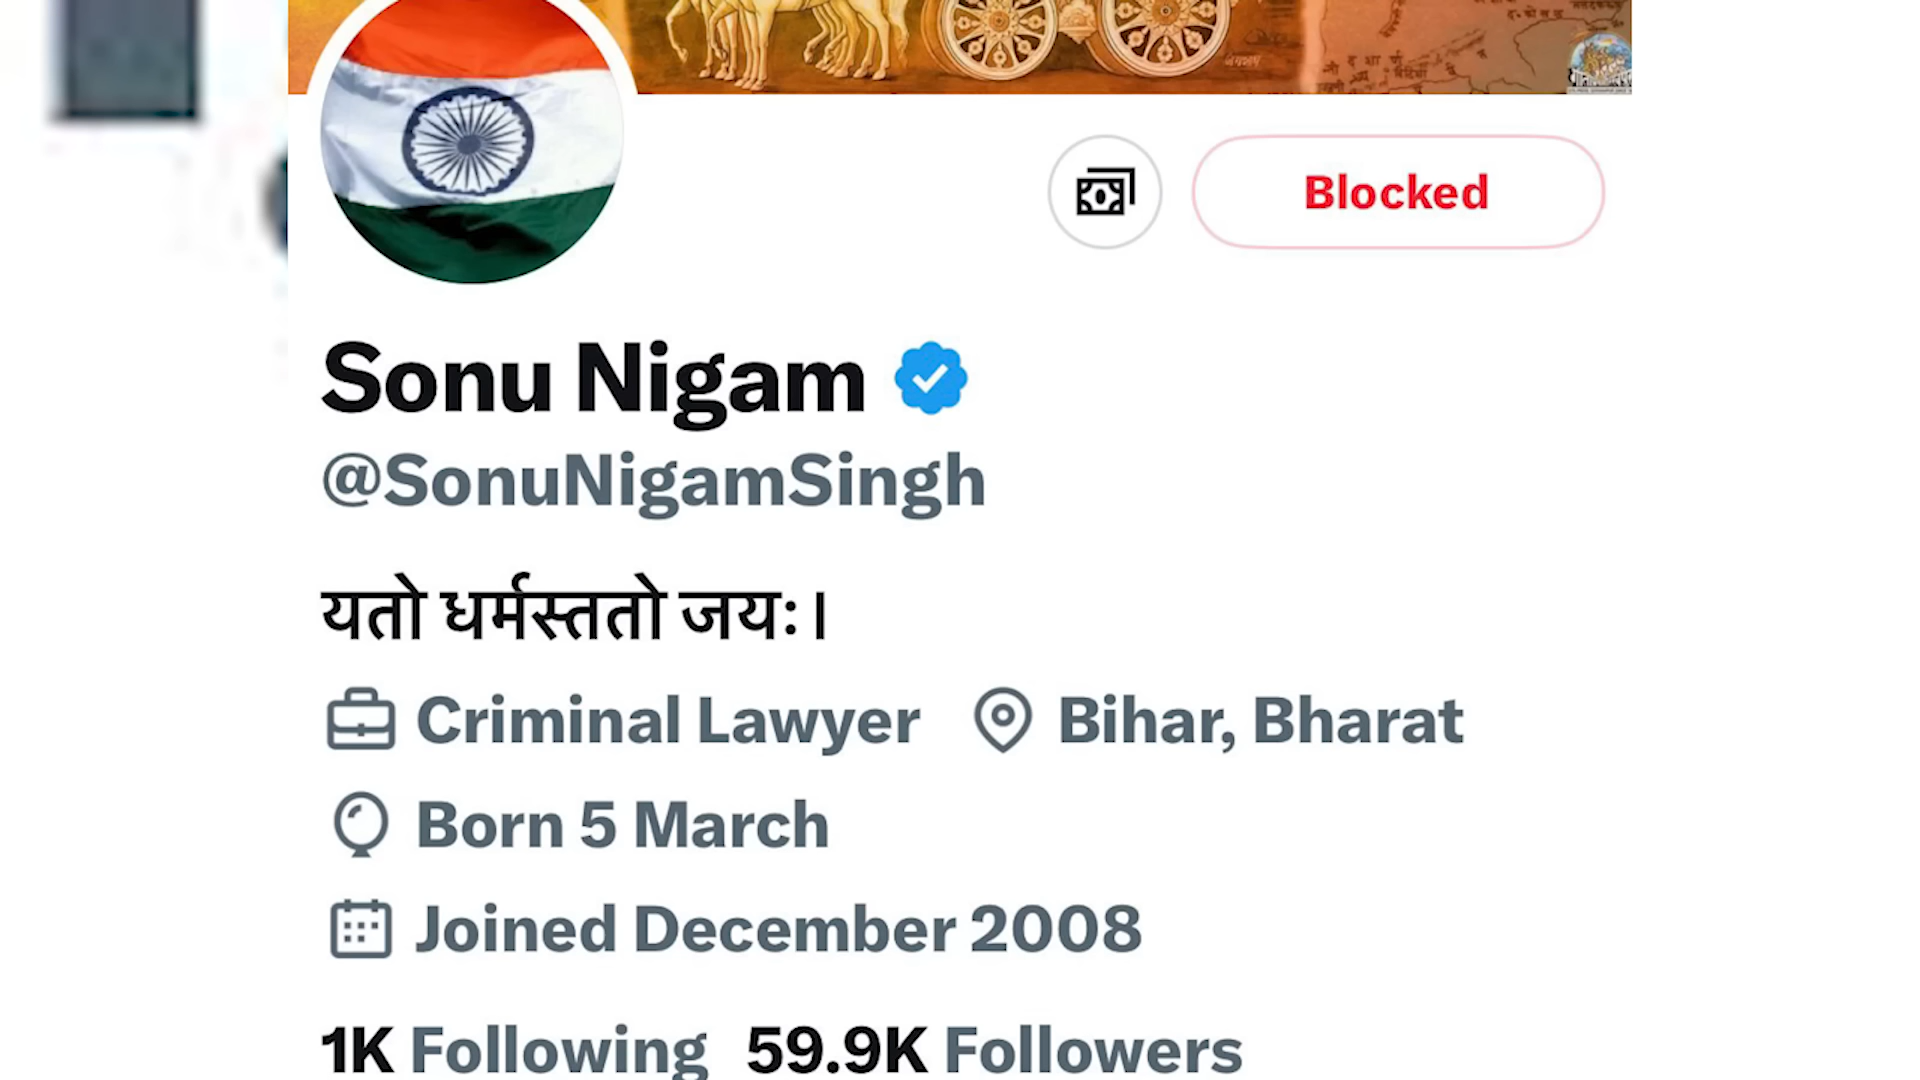 Blocked
Sonu Nigam
@SonuNigamSingh
यतो धर्मस्ततो जयः।
Criminal Lawyer Bihar, Bharat
Born 5 March
Joined December 2008
1K Following 59.9K Followers